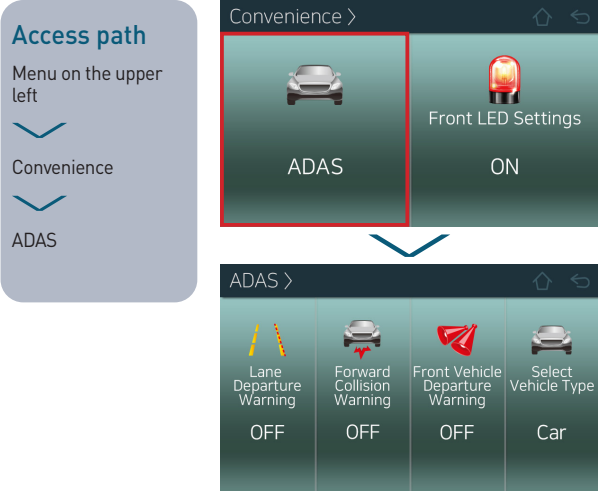 Access path
Menu on the upper
left
Convenience
ADAS
Convenience >
ADAS
Front LED Settings
ON
ADAS >
Lane
Departure
Warning
OFF
Forward
Collision
Warning
OFF
Front Vehicle
Departure
Warning
OFF
Select
Vehicle Type
Car